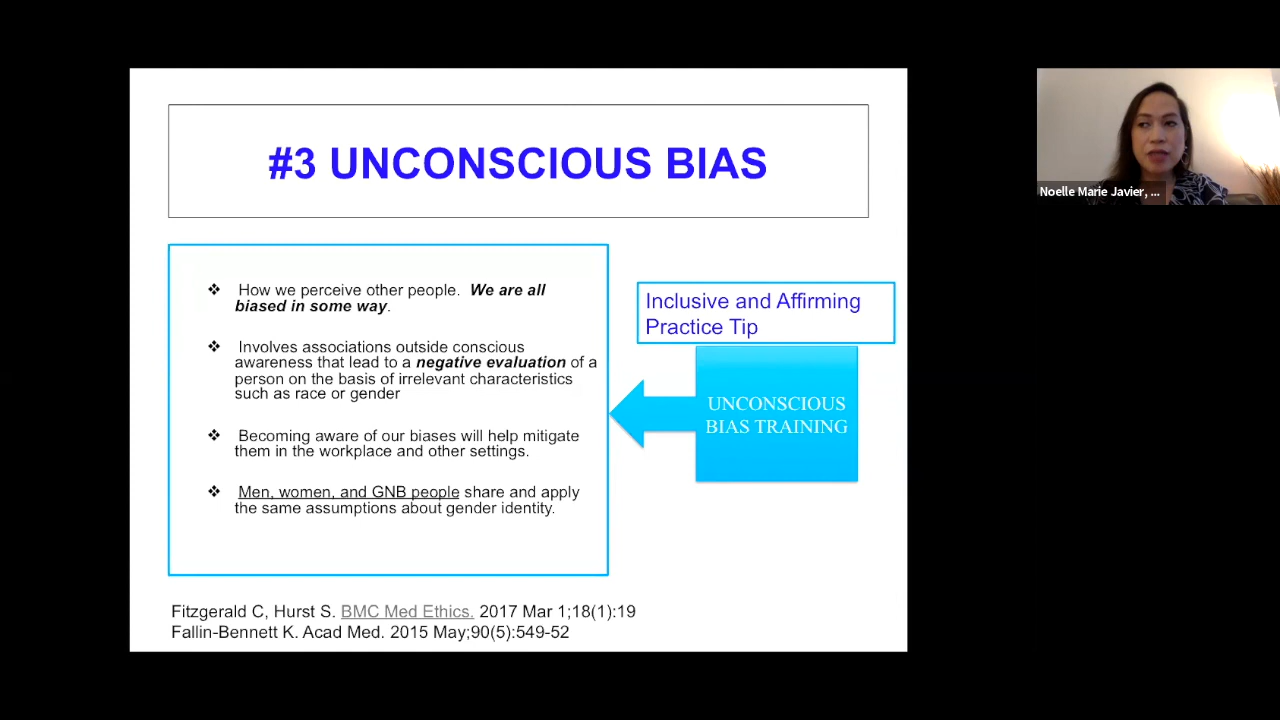 #3 UNCONSCIOUS BIAS
❖ How we perceive other people. We are all
biased in some way.
❖ Involves associations outside conscious
awareness that lead to a negative evaluation of a
person on the basis of irrelevant characteristics
such as race or gender
❖ Becoming aware of our biases will help mitigate
them in the workplace and other settings.
❖ Men, women, and GNB people share and apply
the same assumptions about gender identity.
Inclusive and Affirming
Practice Tip
UNCONSCIOUS
BIAS TRAINING
Fitzgerald C, Hurst S. BMC Med Ethics. 2017 Mar 1;18(1):19
Fallin-Bennett K. Acad Med. 2015 May;90(5):549-52
Noelle Marie Javier, ...